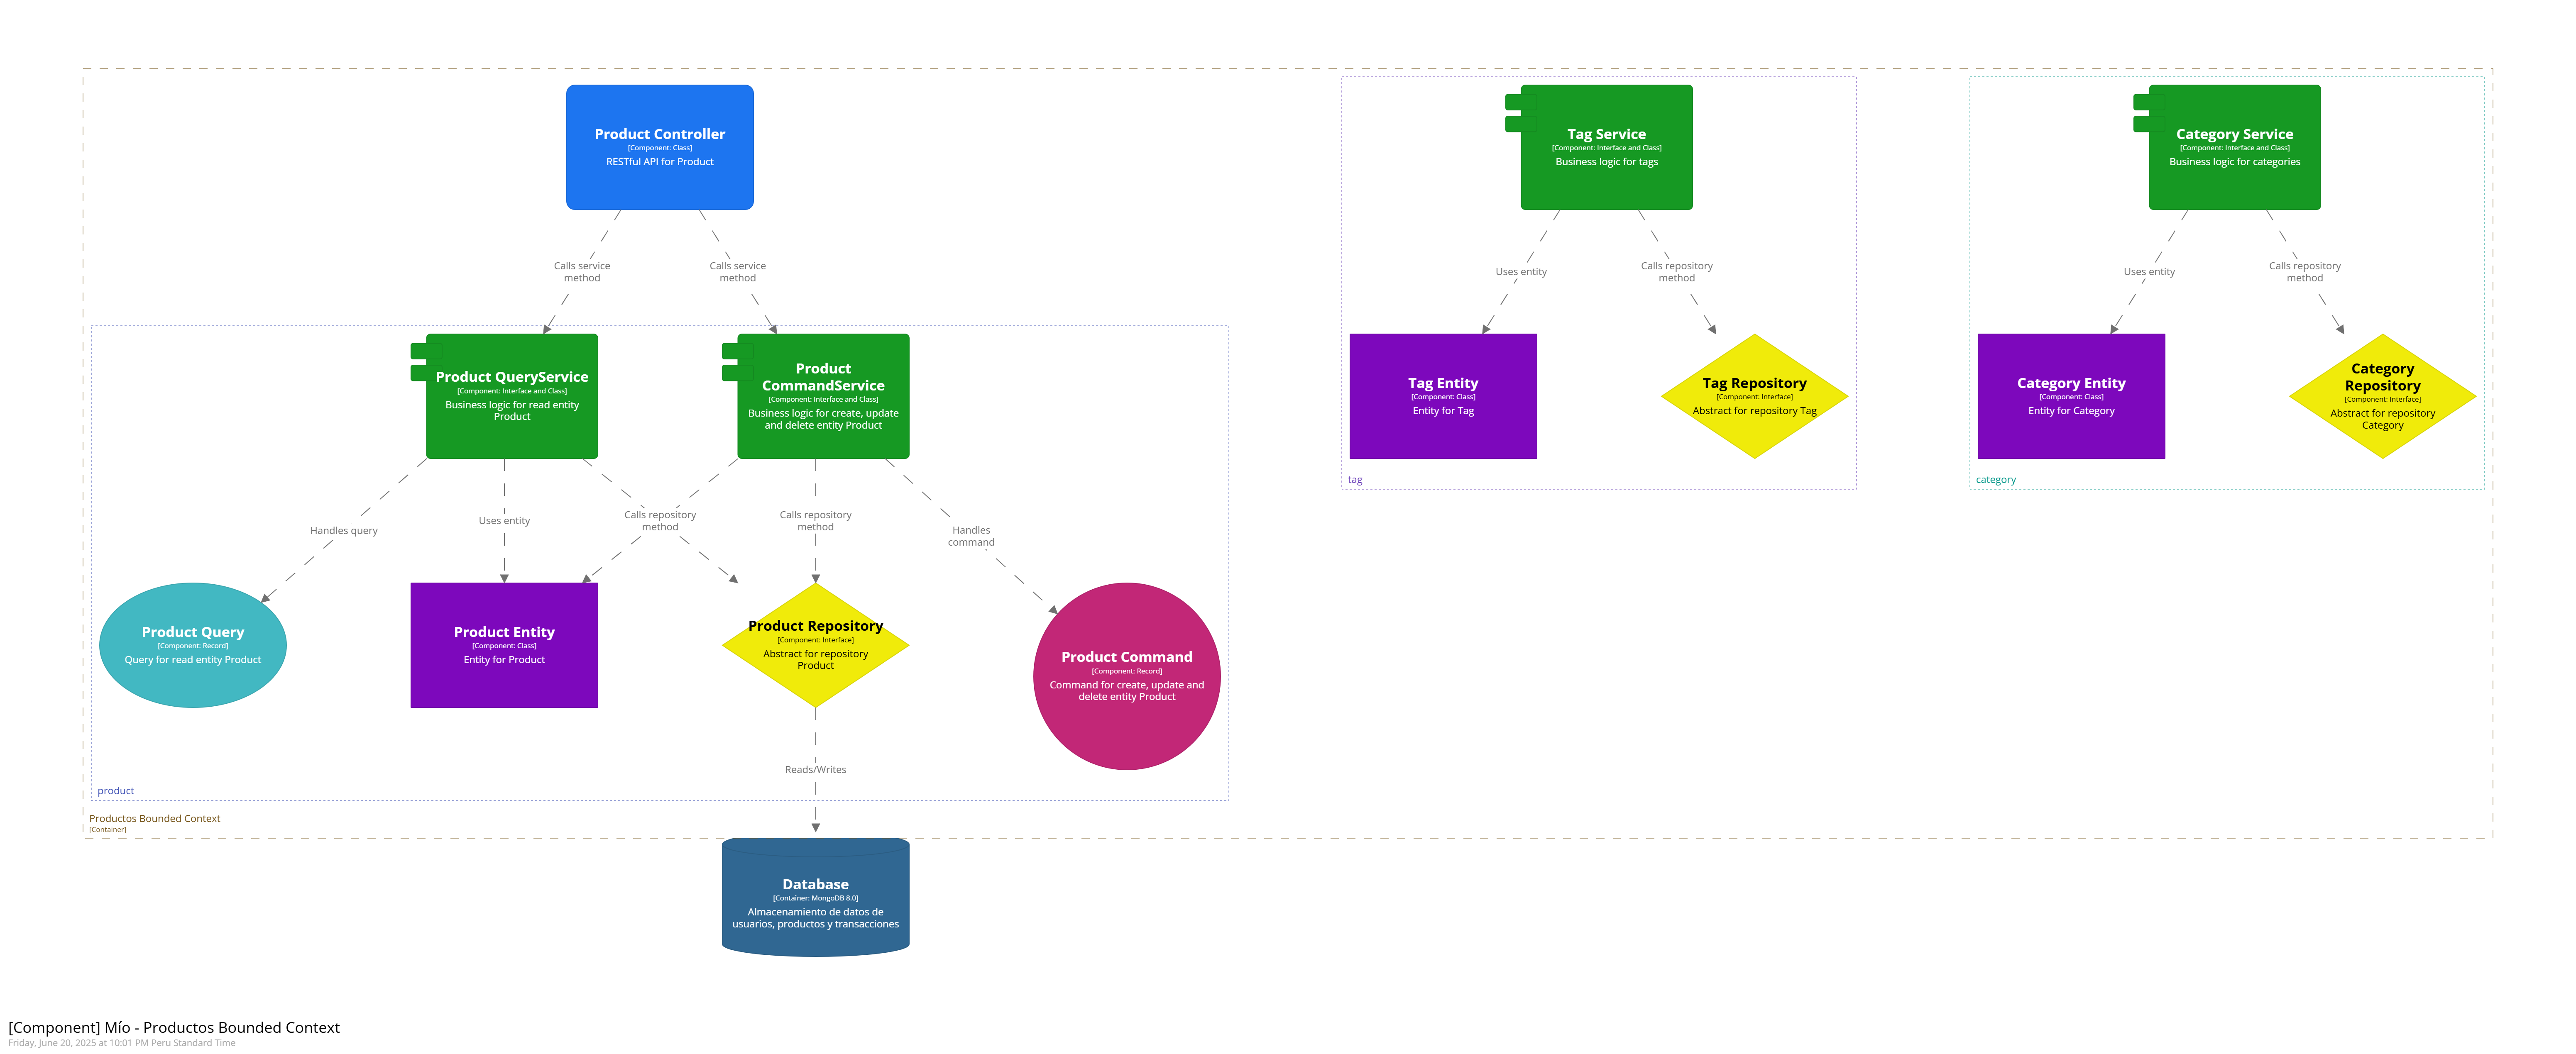 Product Controller
[Component: Class]
RESTful API for Product
Tag Service
[Component: Interface and Class]
Business logic for tags
Category Service
[Component: Interface and Class]
Business logic for categories
Calls service
method
Calls service
method
Uses entity
Calls repository
method
Uses entity
Calls repository
method
Product QueryService
[Component: Interface and Class]
Business logic for read entity
Product
Product
CommandService
[Component: Interface and Class]
Business logic for create, update
and delete entity Product
Tag Entity
[Component: Class]
Entity for Tag
Tag Repository
[Component: Interface]
Abstract for repository Tag
Category Entity
[Component: Class]
Entity for Category
Category
Repository
[Component: Interface]
Abstract for repository
Category
tag
category
Handles query
Uses entity
Calls repository
method
Calls repository
method
Handles
command
Product Query
[Component: Record]
Query for read entity Product
Product Entity
[Component: Class]
Entity for Product
Product Repository
[Component: Interface]
Abstract for repository
Product
Product Command
[Component: Record]
Command for create, update and
delete entity Product
Reads/Writes
product
Productos Bounded Context
[Container]
Database
[Container: MongoDB 8.0]
Almacenamiento de datos de
usuarios, productos y transacciones
[Component] Mío - Productos Bounded Context
Friday, June 20, 2025 at 10:01 PM Peru Standard Time